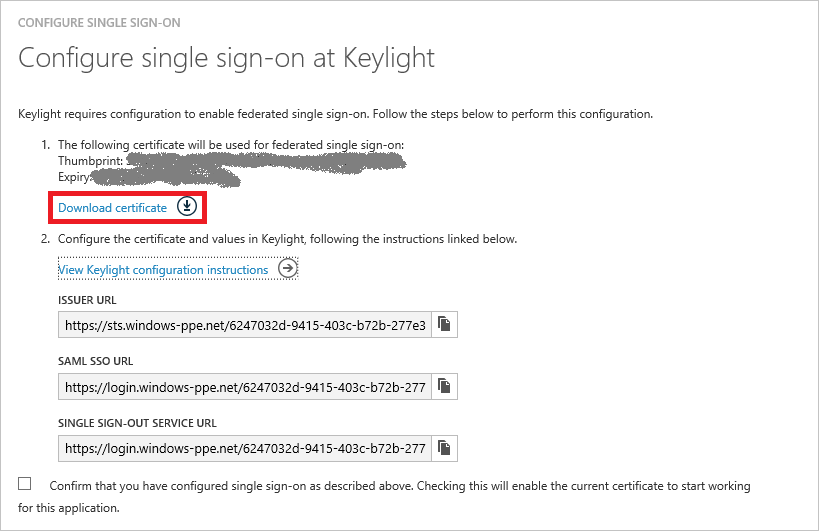 CONFIGURE SINGLE SIGN-ON
Configure single sign-on at Keylight
Keylight requires configuration to enable federated single sign-on. Follow the steps below to perform this configuration.
1. The following certificate will be used for federated single sign-on:
Thumbprint:
Expiry:
Download certificate
2. Configure the certificate and values in Keylight, following the instructions linked below.
View Keylight configuration instructions
ISSUER URL
https://sts.windows-ppe.net/6247032d-9415-403c-b72b-277e3
SAML SSO URL
https://login.windows-ppe.net/6247032d-9415-403c-b72b-277
SINGLE SIGN-OUT SERVICE URL
https://login.windows-ppe.net/6247032d-9415-403c-b72b-277
Confirm that you have configured single sign-on as described above. Checking this will enable the current certificate to start working
for this application.